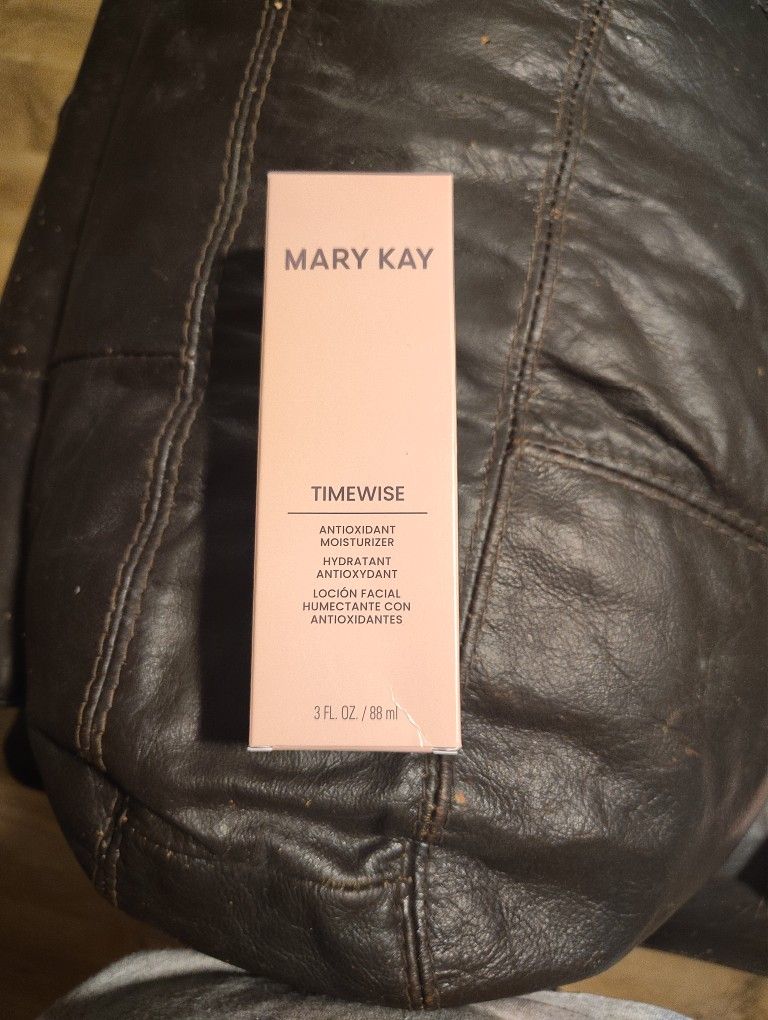 MARY KAY
TIMEWISE
ANTIOXIDANT
MOISTURIZER
HYDRATANT
ANTIOXYDANT
LOCIÓN FACIAL
HUMECTANTE CON
ANTIOXIDANTES
3 FL. OZ. / 88 ml